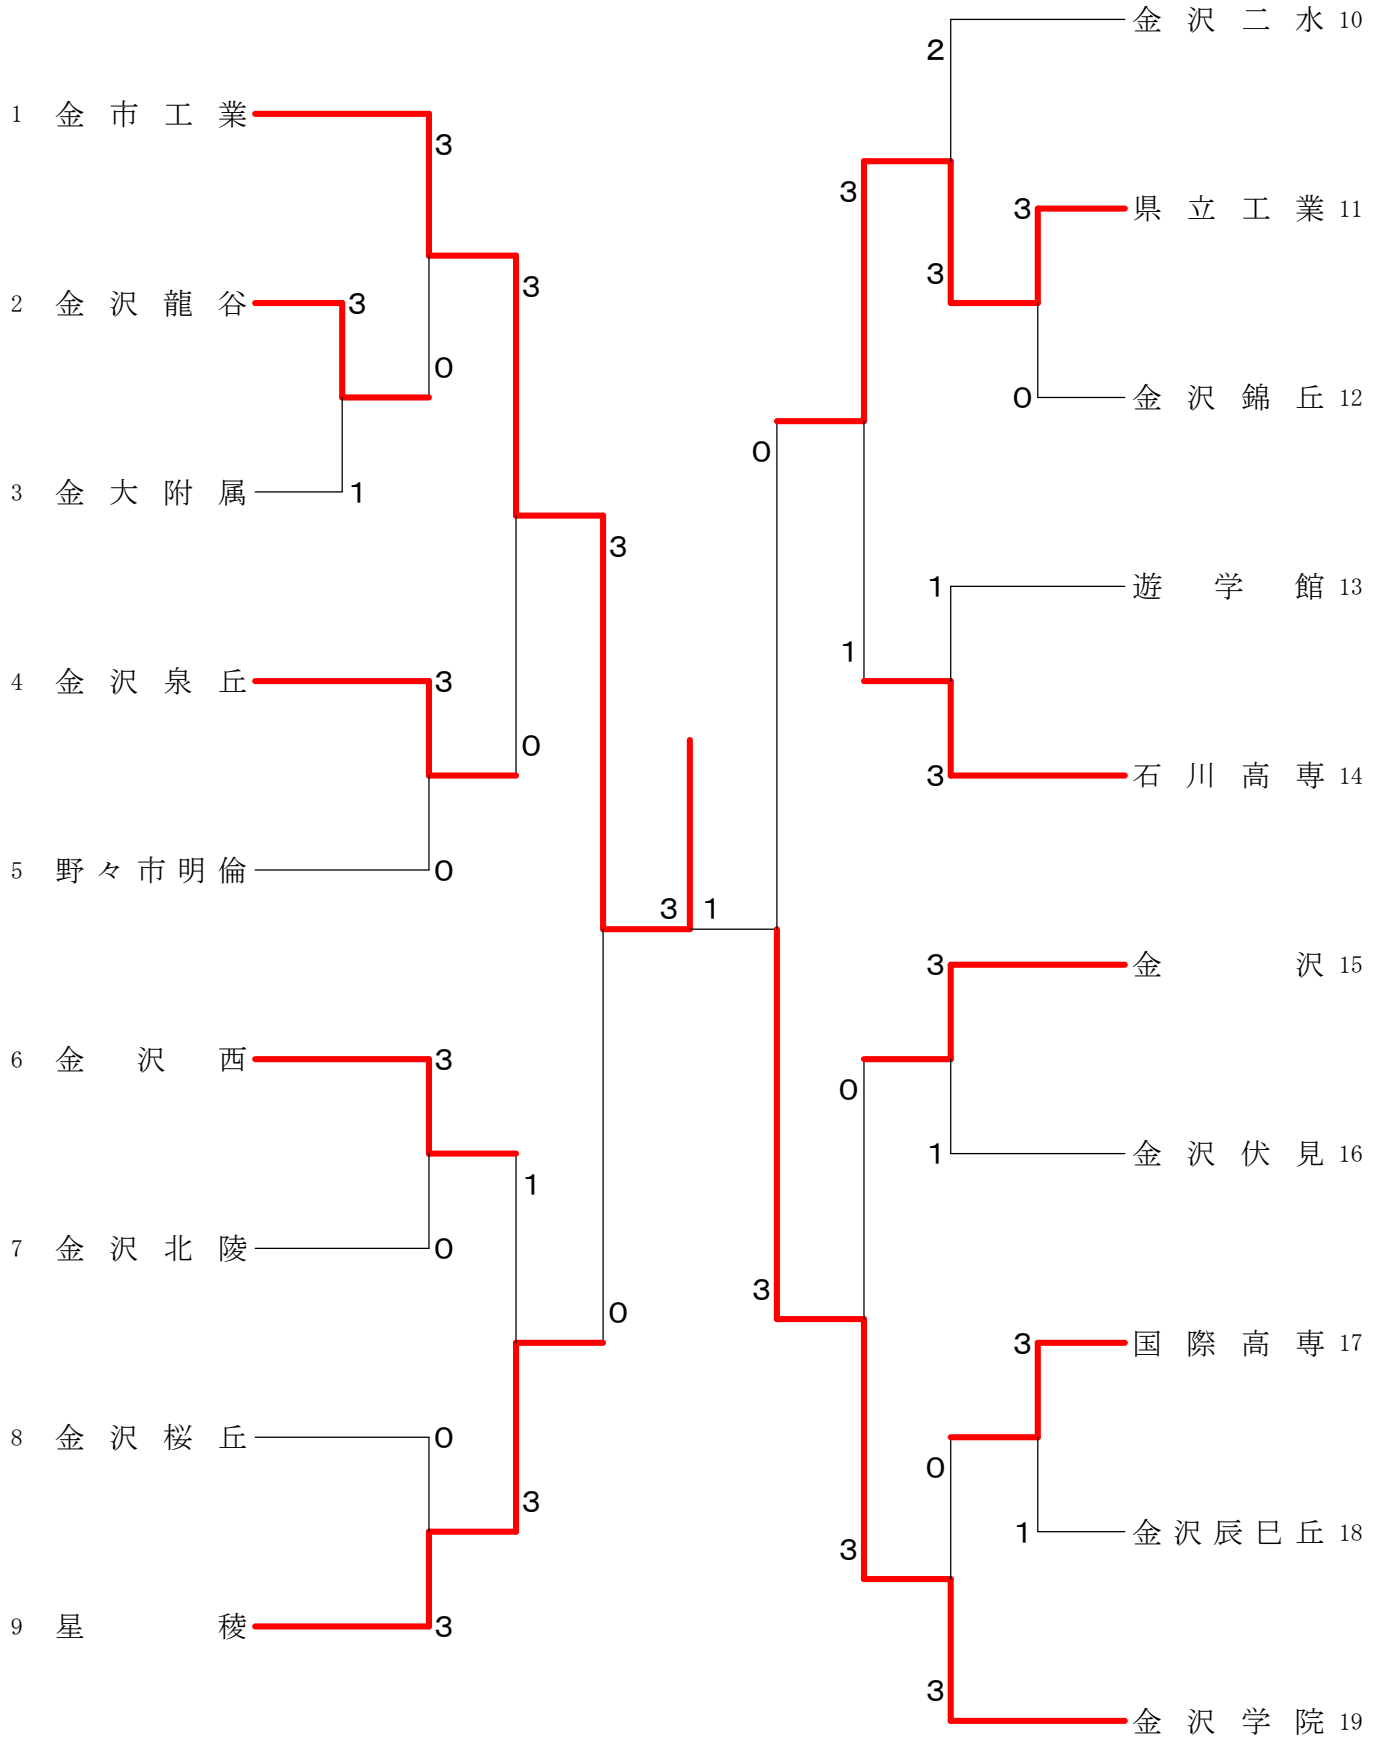 1 金市工業
3
2 金沢龍谷
3
0
3 金大附属
1
3
4 金沢泉丘
3
0
5 野々市明倫
0
3
6 金沢西
3
1
7 金沢北陵
0
0
8 金沢桜丘
0
3
9 星稜
3
3 1
金沢二水 10
2
3
県立工業 11
3
3
金沢錦丘 12
0
0
遊学館 13
1
1
石川高専 14
3
金沢 15
3
0
金沢伏見 16
1
3
国際高専 17
3
0
金沢辰巳丘 18
1
3
金沢学院 19
3